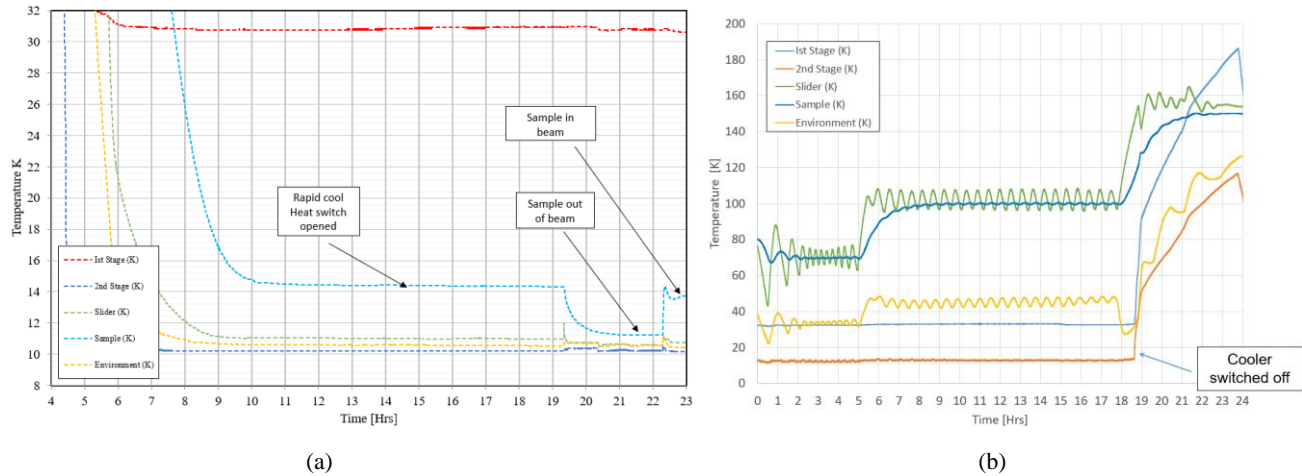 32
30
28
26
24
22
20
18
16
14
12
10
8
Temperature K
Rapid cool
Heat switch
opened
Sample in
beam
Sample out
of beam
Ist Stage (K)
2nd Stage (K)
Slider (K)
Sample (K)
Environment (K)
4 5 6 7 8 9 10 11 12 13 14 15 16 17 18 19 20 21 22 23
Time [Hrs]
(a)
200
180
160
140
120
100
80
60
40
20
0
Temperature [K]
Ist Stage (K)
2nd Stage (K)
Slider (K)
Sample (K)
Environment (K)
Cooler
switched off
0 1 2 3 4 5 6 7 8 9 10 11 12 13 14 15 16 17 18 19 20 21 22 23 24
Time [Hrs]
(b)